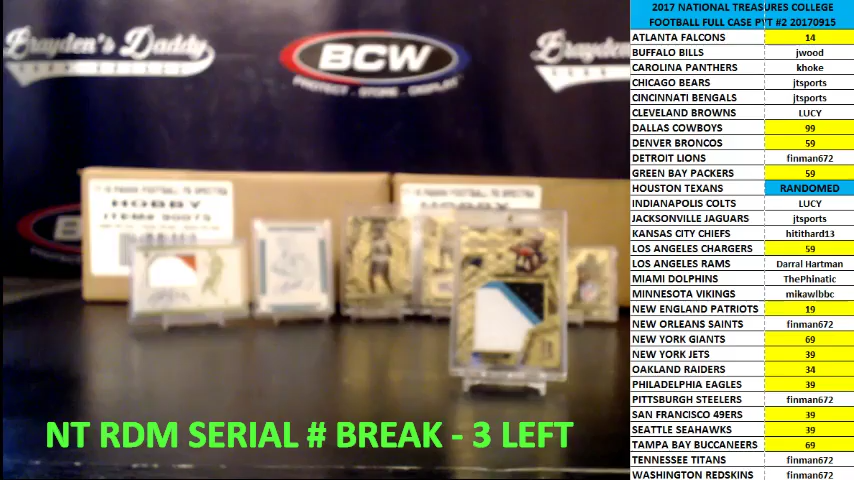 Brayden's Daddy
BCW
PROTECT - STORE - DISPLAY
Brayden's
HOBBY
HOBBY
NT RDM SERIAL # BREAK - 3 LEFT
2017 NATIONAL TREASURES COLLEGE
FOOTBALL FULL CASE PYT #2 20170915
ATLANTA FALCONS 14
BUFFALO BILLS jwood
CAROLINA PANTHERS khoke
CHICAGO BEARS jtsports
CINCINNATI BENGALS jtsports
CLEVELAND BROWNS LUCY
DALLAS COWBOYS 99
DENVER BRONCOS 59
DETROIT LIONS finman672
GREEN BAY PACKERS 59
HOUSTON TEXANS RANDOMED
INDIANAPOLIS COLTS LUCY
JACKSONVILLE JAGUARS jtsports
KANSAS CITY CHIEFS hitithard13
LOS ANGELES CHARGERS 59
LOS ANGELES RAMS Darral Hartman
MIAMI DOLPHINS ThePhinatic
MINNESOTA VIKINGS mikawlbbc
NEW ENGLAND PATRIOTS 19
NEW ORLEANS SAINTS finman672
NEW YORK GIANTS 69
NEW YORK JETS 39
OAKLAND RAIDERS 34
PHILADELPHIA EAGLES 39
PITTSBURGH STEELERS finman672
SAN FRANCISCO 49ERS 39
SEATTLE SEAHAWKS 39
TAMPA BAY BUCCANEERS 69
TENNESSEE TITANS finman672
WASHINGTON REDSKINS finman672